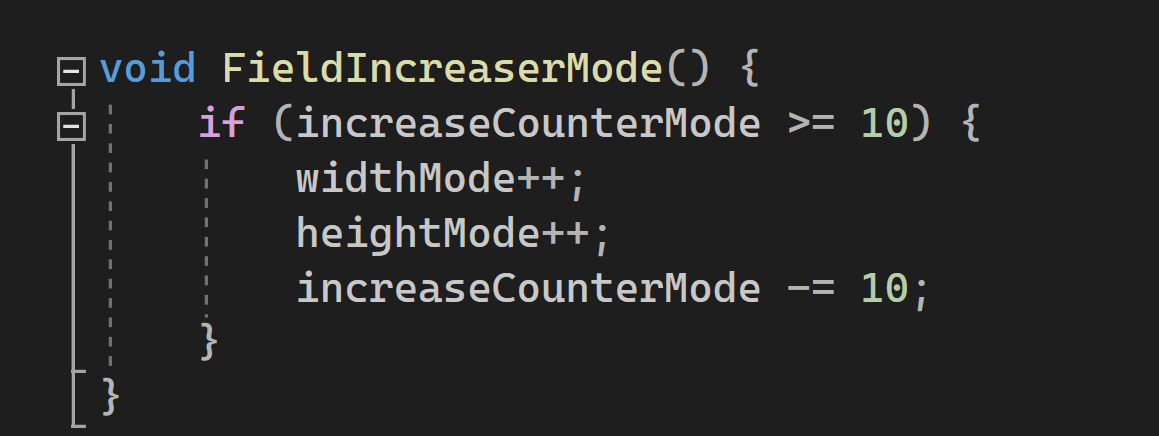 void FieldIncreaserMode() {
    if (increaseCounterMode >= 10) {
        widthMode++;
        heightMode++;
        increaseCounterMode -= 10;
    }
}